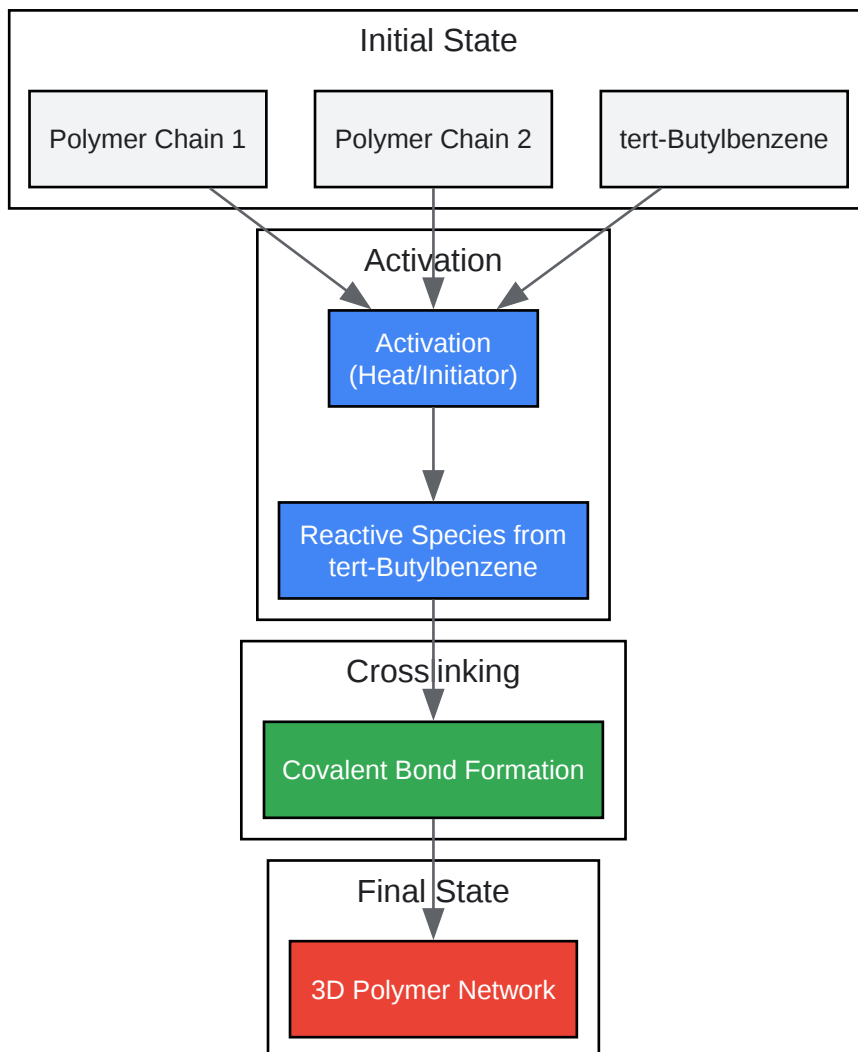 Initial State
Polymer Chain 1
Polymer Chain 2
tert-Butylbenzene
Activation
Activation
(Heat/Initiator)
Reactive Species from
tert-Butylbenzene
Crosslinking
Covalent Bond Formation
Final State
3D Polymer Network